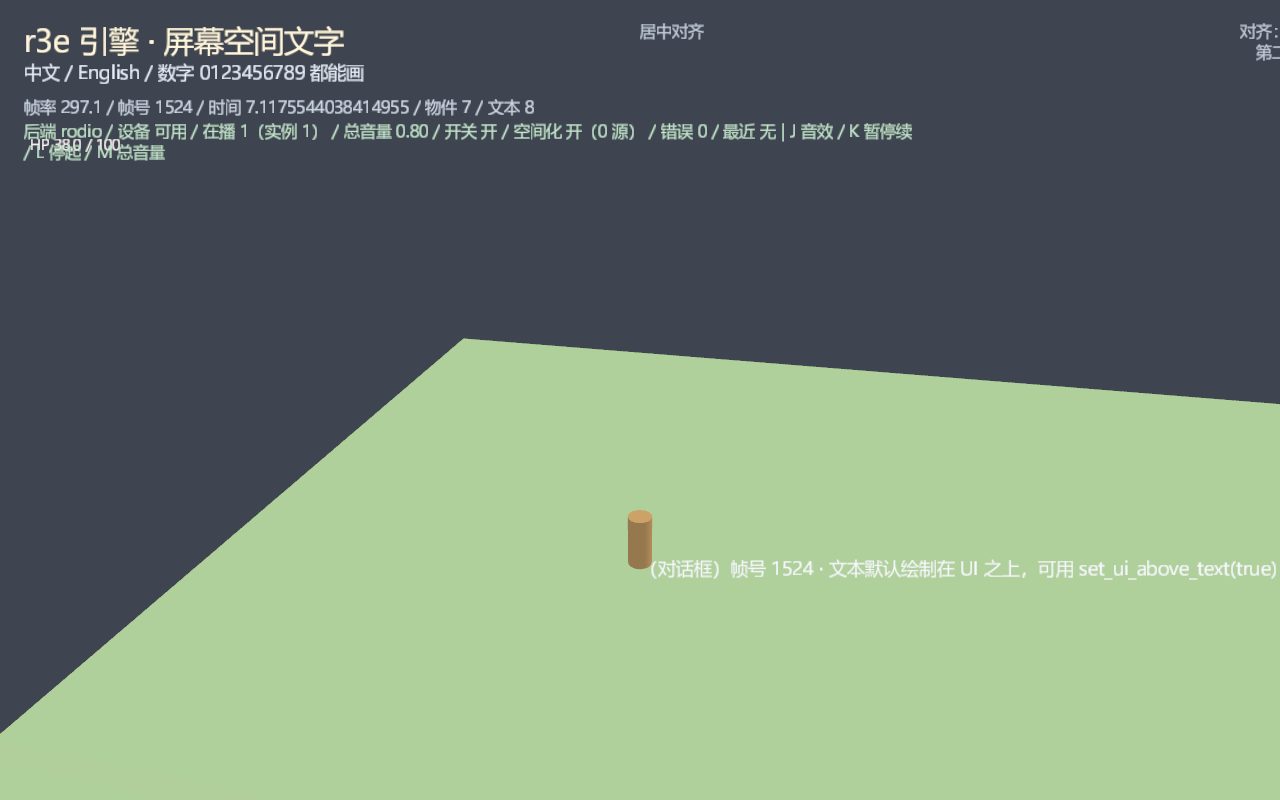 r3e 引擎 · 屏幕空间文字
居中对齐
对齐:
第二
中文 / English / 数字 0123456789 都能画
帧率 297.1 / 帧号 1524 / 时间 7.1175544038414955 / 物件 7 / 文本 8
后端 rodio / 设备 可用 / 在播 1（实例 1） / 总音量 0.80 / 开关 开 / 空间化 开（0 源） / 错误 0 / 最近 无 | J 音效 / K 暂停续
/ L 停起 / M 总音量
HP 380 / 100
(对话框）帧号 1524 · 文本默认绘制在 UI 之上，可用 set_ui_above_text(true)